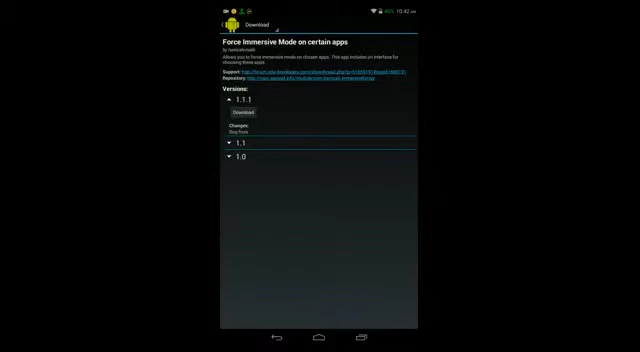 46% 10:42 AM
Download
Force Immersive Mode on certain apps
Allows you to force immersive mode on chosen apps. This app includes an interface for
choosing these apps
Support:
Repository:
Versions:
1.1.1
Download
Changes:
Bug fixes
1.1
1.0